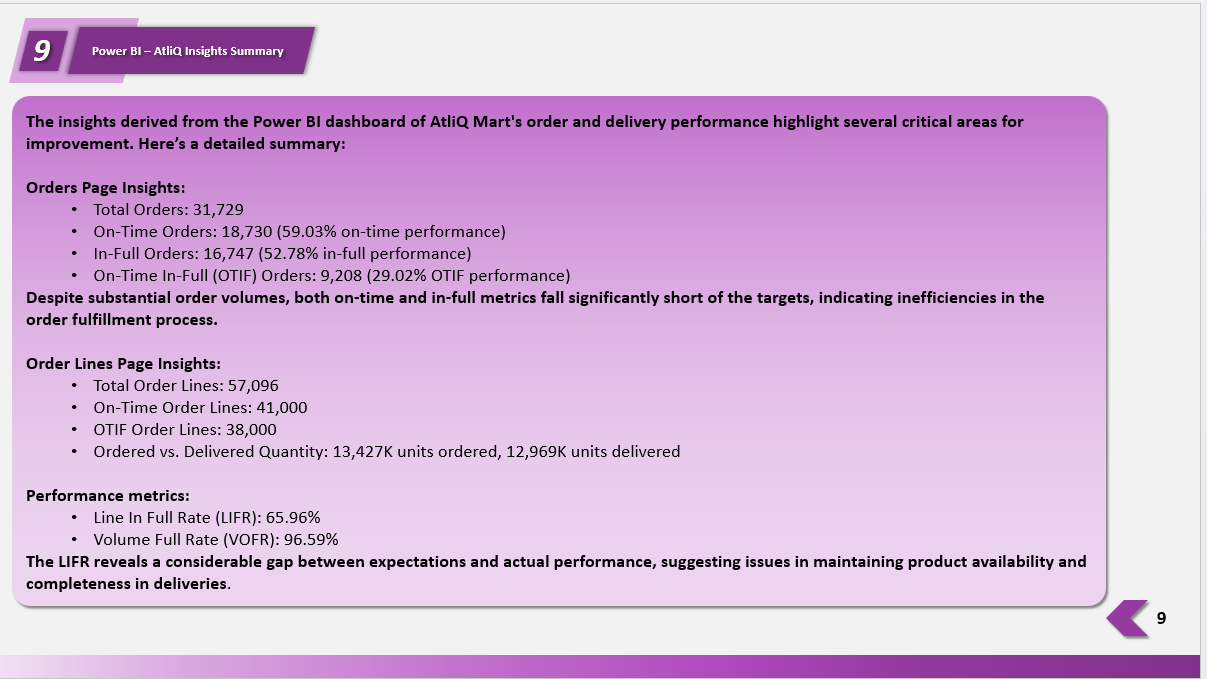 9
Power BI – AtliQ Insights Summary
The insights derived from the Power BI dashboard of AtliQ Mart's order and delivery performance highlight several critical areas for
improvement. Here’s a detailed summary:
Orders Page Insights:
• Total Orders: 31,729
• On-Time Orders: 18,730 (59.03% on-time performance)
• In-Full Orders: 16,747 (52.78% in-full performance)
• On-Time In-Full (OTIF) Orders: 9,208 (29.02% OTIF performance)
Despite substantial order volumes, both on-time and in-full metrics fall significantly short of the targets, indicating inefficiencies in the
order fulfillment process.
Order Lines Page Insights:
• Total Order Lines: 57,096
• On-Time Order Lines: 41,000
• OTIF Order Lines: 38,000
• Ordered vs. Delivered Quantity: 13,427K units ordered, 12,969K units delivered
Performance metrics:
• Line In Full Rate (LIFR): 65.96%
• Volume Full Rate (VOFR): 96.59%
The LIFR reveals a considerable gap between expectations and actual performance, suggesting issues in maintaining product availability and
completeness in deliveries.
9